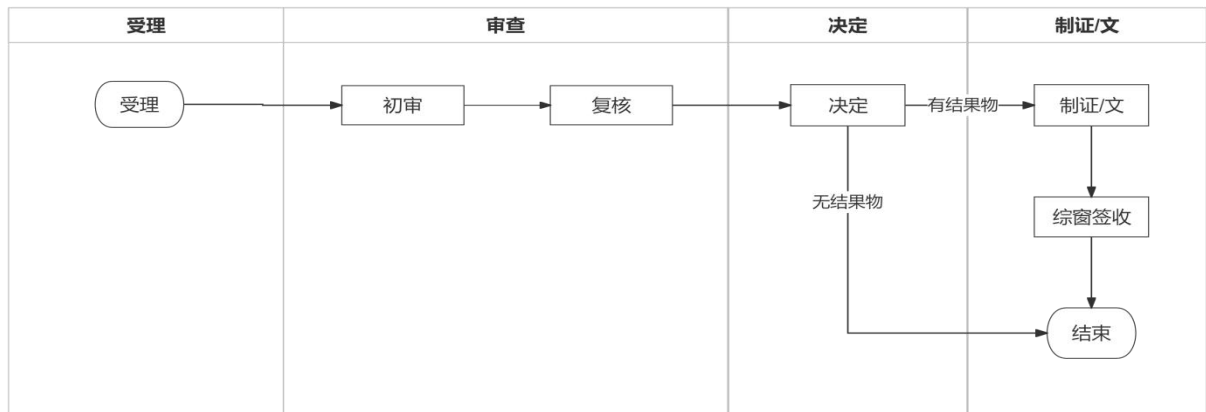 受理
审查
决定
制证/文
受理
初审
复核
决定
有结果物
制证/文
无结果物
综窗签收
结束